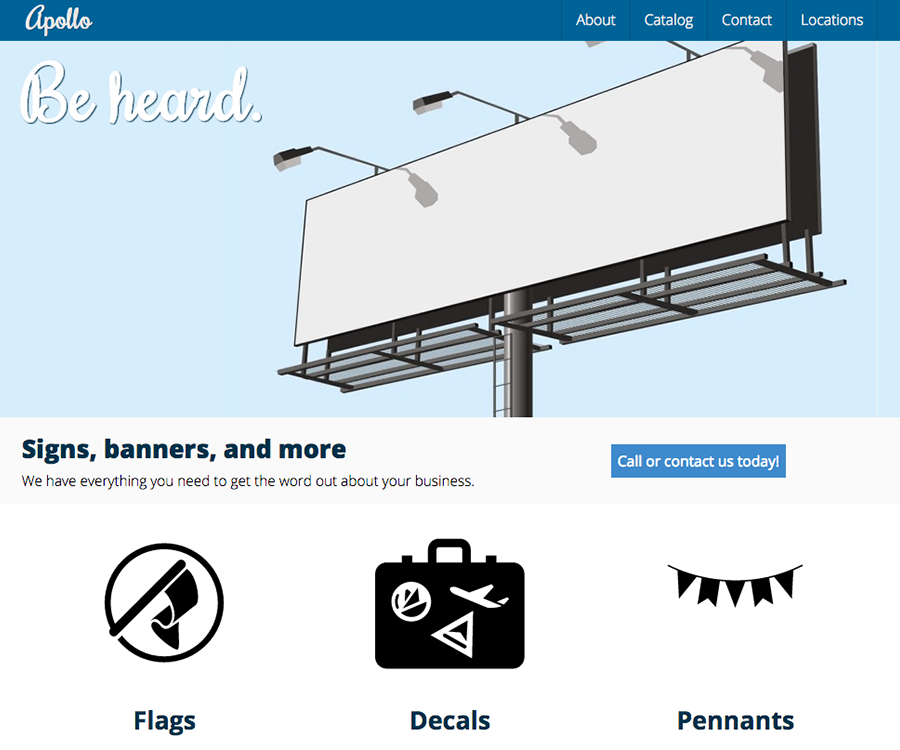 Apollo
About
Catalog
Contact
Locations
Be heard.
Signs, banners, and more
We have everything you need to get the word out about your business.
Call or contact us today!
Flags
Decals
Pennants